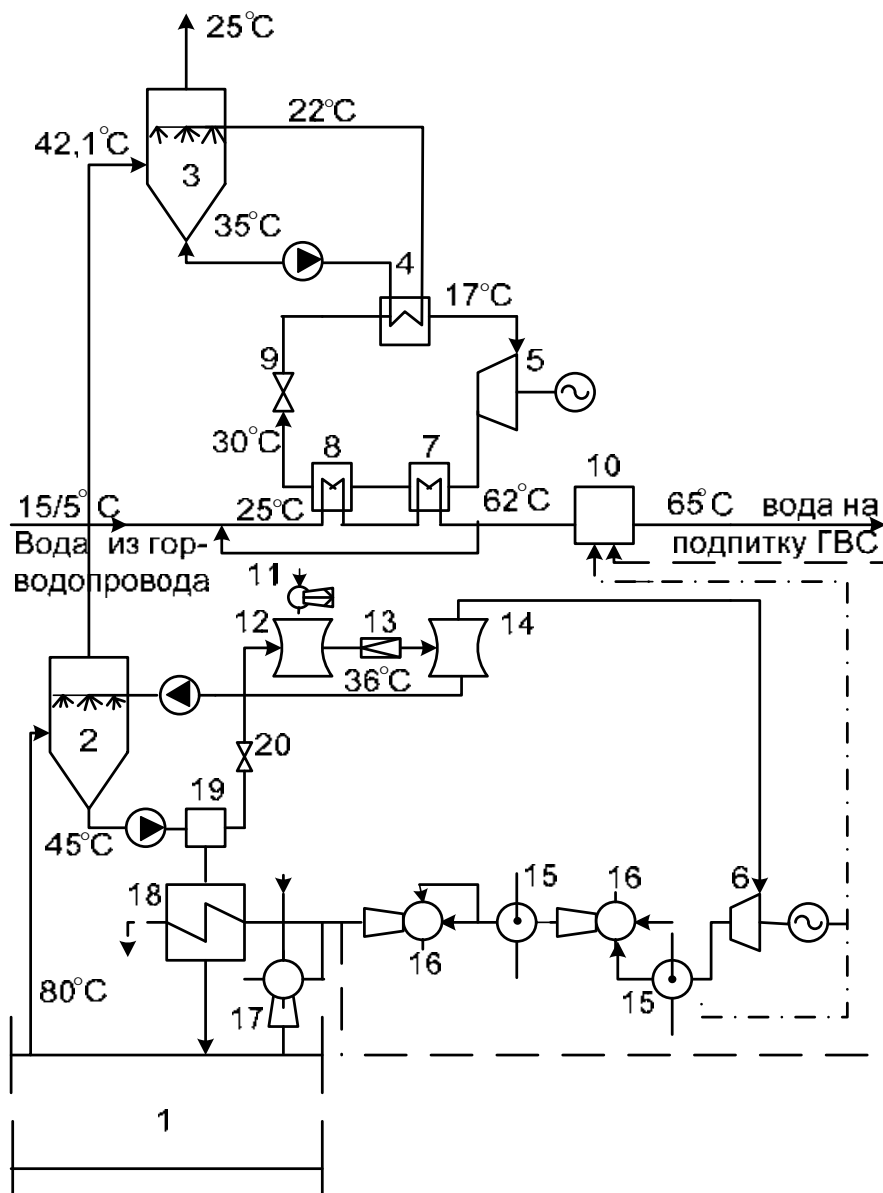 25°C
22°C
42,1°C
3
35°C
4
17°C
9
5
30°C
8
7
10
15/5°C
25°C
62°C
65°C
вода на
Вода из гор-
подпитку ГВС
водопровода
11
12
13
14
36°C
2
20
19
45°C
18
15
16
6
16
15
80°C
17
1